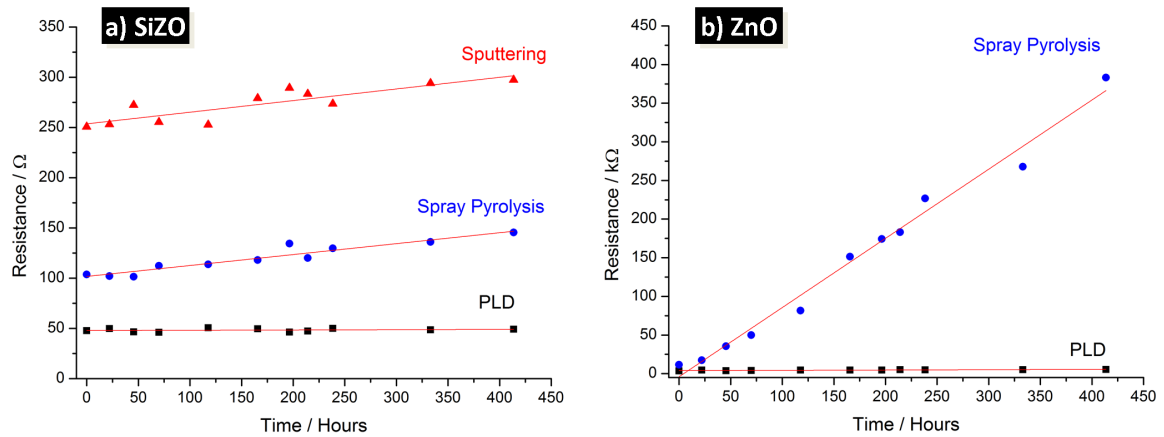 a) SiZO
Sputtering
Spray Pyrolysis
PLD
350
300
250
200
150
100
50
0
Resistance / Ω
0 50 100 150 200 250 300 350 400 450
Time / Hours
b) ZnO
Spray Pyrolysis
PLD
450
400
350
300
250
200
150
100
50
0
Resistance / kΩ
0 50 100 150 200 250 300 350 400 450
Time / Hours